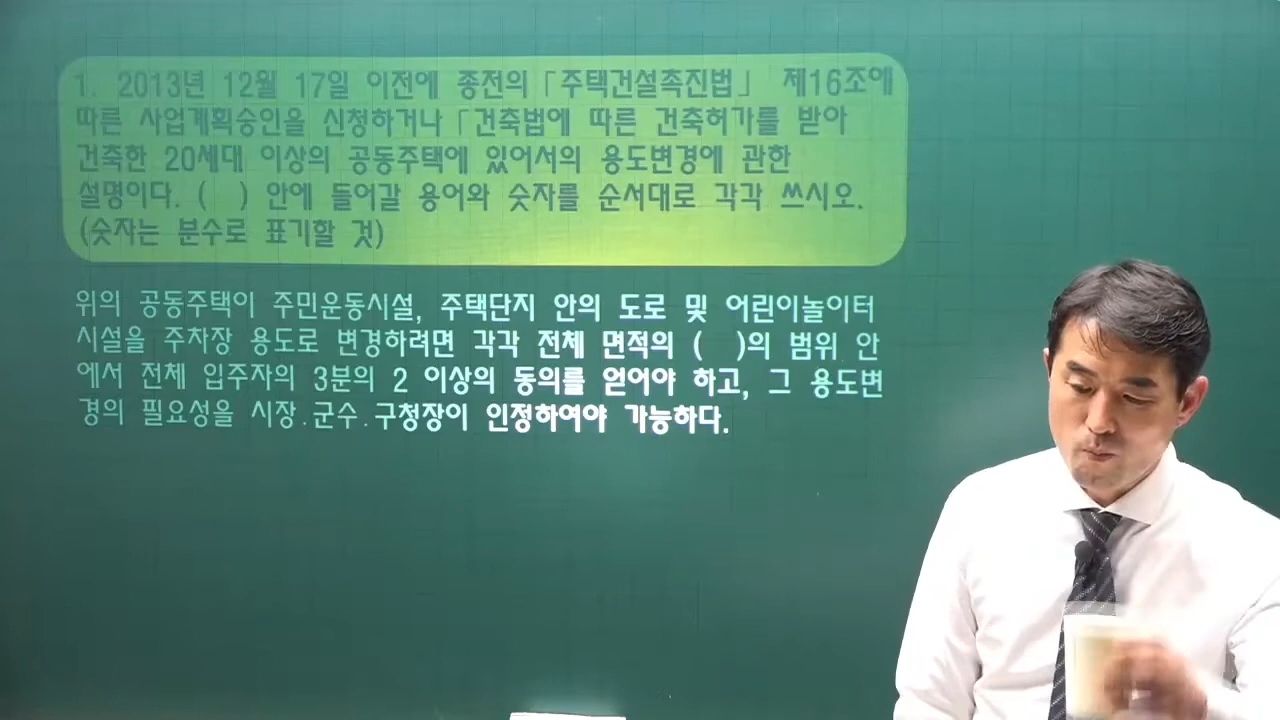 1. 2013년 12월 17일 이전에 종전의「주택건설촉진법」 제16조에
따른 사업계획승인을 신청하거나「건축법에 따른 건축허가를 받아
건축한 20세대 이상의 공동주택에 있어서의 용도변경에 관한
설명이다. ( ) 안에 들어갈 용어와 숫자를 순서대로 각각 쓰시오.
(숫자는 분수로 표기할 것)
위의 공동주택이 주민운동시설, 주택단지 안의 도로 및 어린이놀이터
시설을 주차장 용도로 변경하려면 각각 전체 면적의 ( )의 범위 안
에서 전체 입주자의 3분의 2 이상의 동의를 얻어야 하고, 그 용도변
경의 필요성을 시장.군수.구청장이 인정하여야 가능하다.